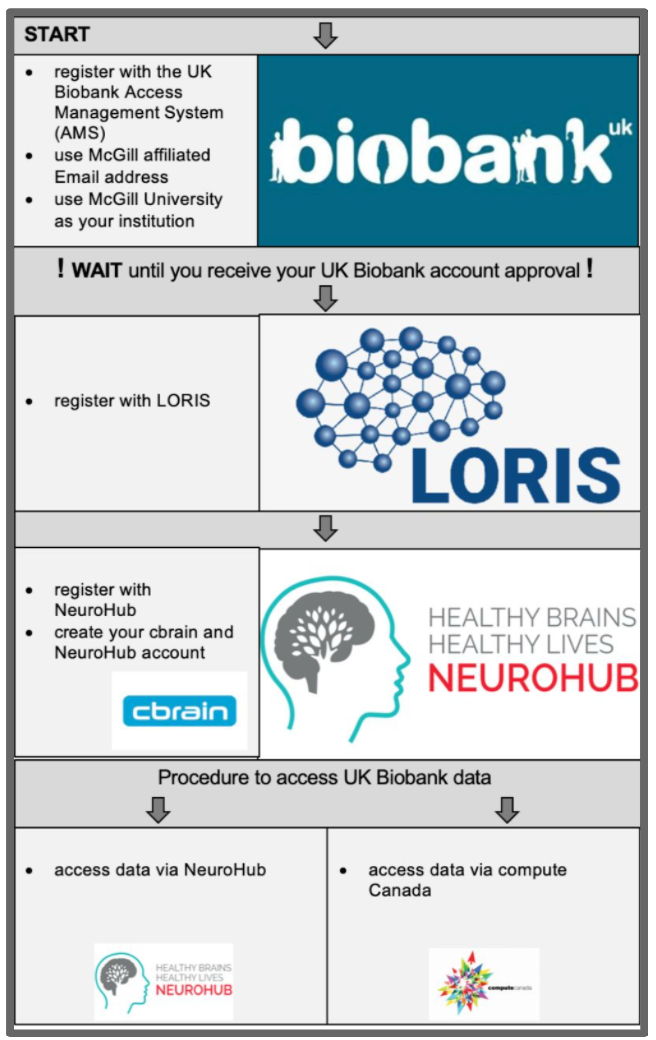 START
• register with the UK
Biobank Access
Management System
(AMS)
• use McGill affiliated
Email address
• use McGill University
as your institution
biobank uk
! WAIT until you receive your UK Biobank account approval !
• register with LORIS
LORIS
• register with
NeuroHub
• create your cbrain and
NeuroHub account
cbrain
HEALTHY BRAINS
HEALTHY LIVES
NEUROHUB
Procedure to access UK Biobank data
• access data via NeuroHub
HEALTHY BRAINS
HEALTHY LIVES
NEUROHUB
• access data via compute
Canada
computecanada